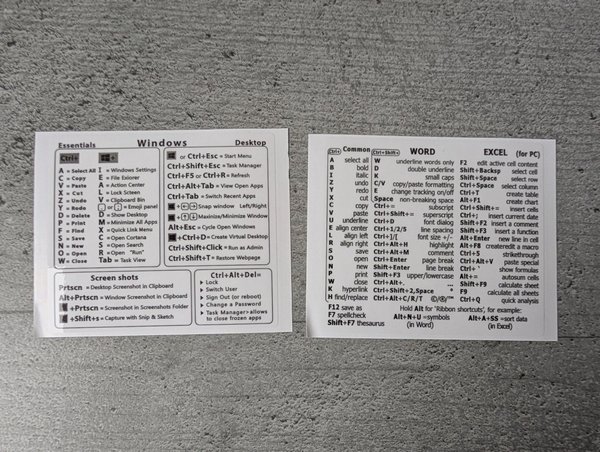 Essentials Windows Desktop
Ctrl+
A = Select All
C = Copy
V = Paste
X = Cut
Z = Undo
Y = Redo
D = Delete
P = Print
F = Find
S = Save
N = New
O = Open
W = Close
I = Windows Settings
E = File Exlorer
A = Action Center
L = Lock Screen
V = Clipboard Bin
. or ; = Emoji panel
D = Show Desktop
M = Minimize All Apps
X = Quick Link Menu
C = Open Cortana
S = Open Search
R = Open "Run"
Tab = Task View
or Ctrl+Esc = Start Menu
Ctrl+Shift+Esc = Task Manager
Ctrl+F5 or Ctrl+R = Refresh
Ctrl+Alt+Tab = View Open Apps
Ctrl+Tab = Switch Recent Apps
+←→ Snap window Left/Right
+↑↓ Maximize/Minimize Window
Alt+Esc = Cycle Open Windows
+Ctrl+D = Create Virtual Desktop
Ctrl+Shift+Click = Run as Admin
Ctrl+Shift+T = Restore Webpage
Screen shots
Prtscn = Desktop Screenshot in Clipboard
Alt+Prtscn = Window Screenshot in Clipboard
+Prtscn = Screenshot in Screenshots Folder
+Shift+s = Capture with Snip & Sketch
Ctrl+Alt+Del=
Lock
Switch User
Sign Out (or reboot)
Change a Password
Task Manager> allows
to close frozen apps
Ctrl+ Common
A select all
B bold
I italic
Z undo
Y redo
X cut
C copy
V paste
U underline
L align left
E align center
R align right
S save
O open
N new
P print
W close
K hyperlink
H find/replace
F12 save as
F7 spellcheck
Shift+F7 thesaurus
Ctrl+Shift+ WORD
W underline words only
D double underline
K small caps
C/V copy/paste formatting
E change tracking on/off
Space non-breaking space
Ctrl+Shift+= superscript
Ctrl+= subscript
Ctrl+D font dialog
Ctrl+1/2/5 line spacing
Ctrl+]/[ font size +/-
Ctrl+Alt+H highlight
Ctrl+Alt+M comment
Ctrl+Enter page break
Shift+Enter line break
Shift+F3 upper/lowercase
Ctrl+Alt+. ...
Ctrl+Shift+2,Space °
Ctrl+Alt+C/R/T ©/®/™
EXCEL (for PC)
F2 edit active cell content
Shift+Backsp select cell
Shift+Space select row
Ctrl+Space select column
Ctrl+T create table
Alt+F1 create chart
Ctrl+Shift+= insert cells
Ctrl+; insert current date
Shift+F2 insert a comment
Shift+F3 insert a function
Alt+Enter new line in cell
Alt+F8 create/edit a macro
Ctrl+5 strikethrough
Ctrl+Alt+V paste special
Ctrl+` show formulas
Alt+= autosum cells
Shift+F9 calculate sheet
F9 calculate all sheets
Ctrl+Q quick analysis
Hold Alt for 'Ribbon shortcuts', for example:
Alt+N+U =symbols
(in Word)
Alt+A+SS =sort data
(in Excel)